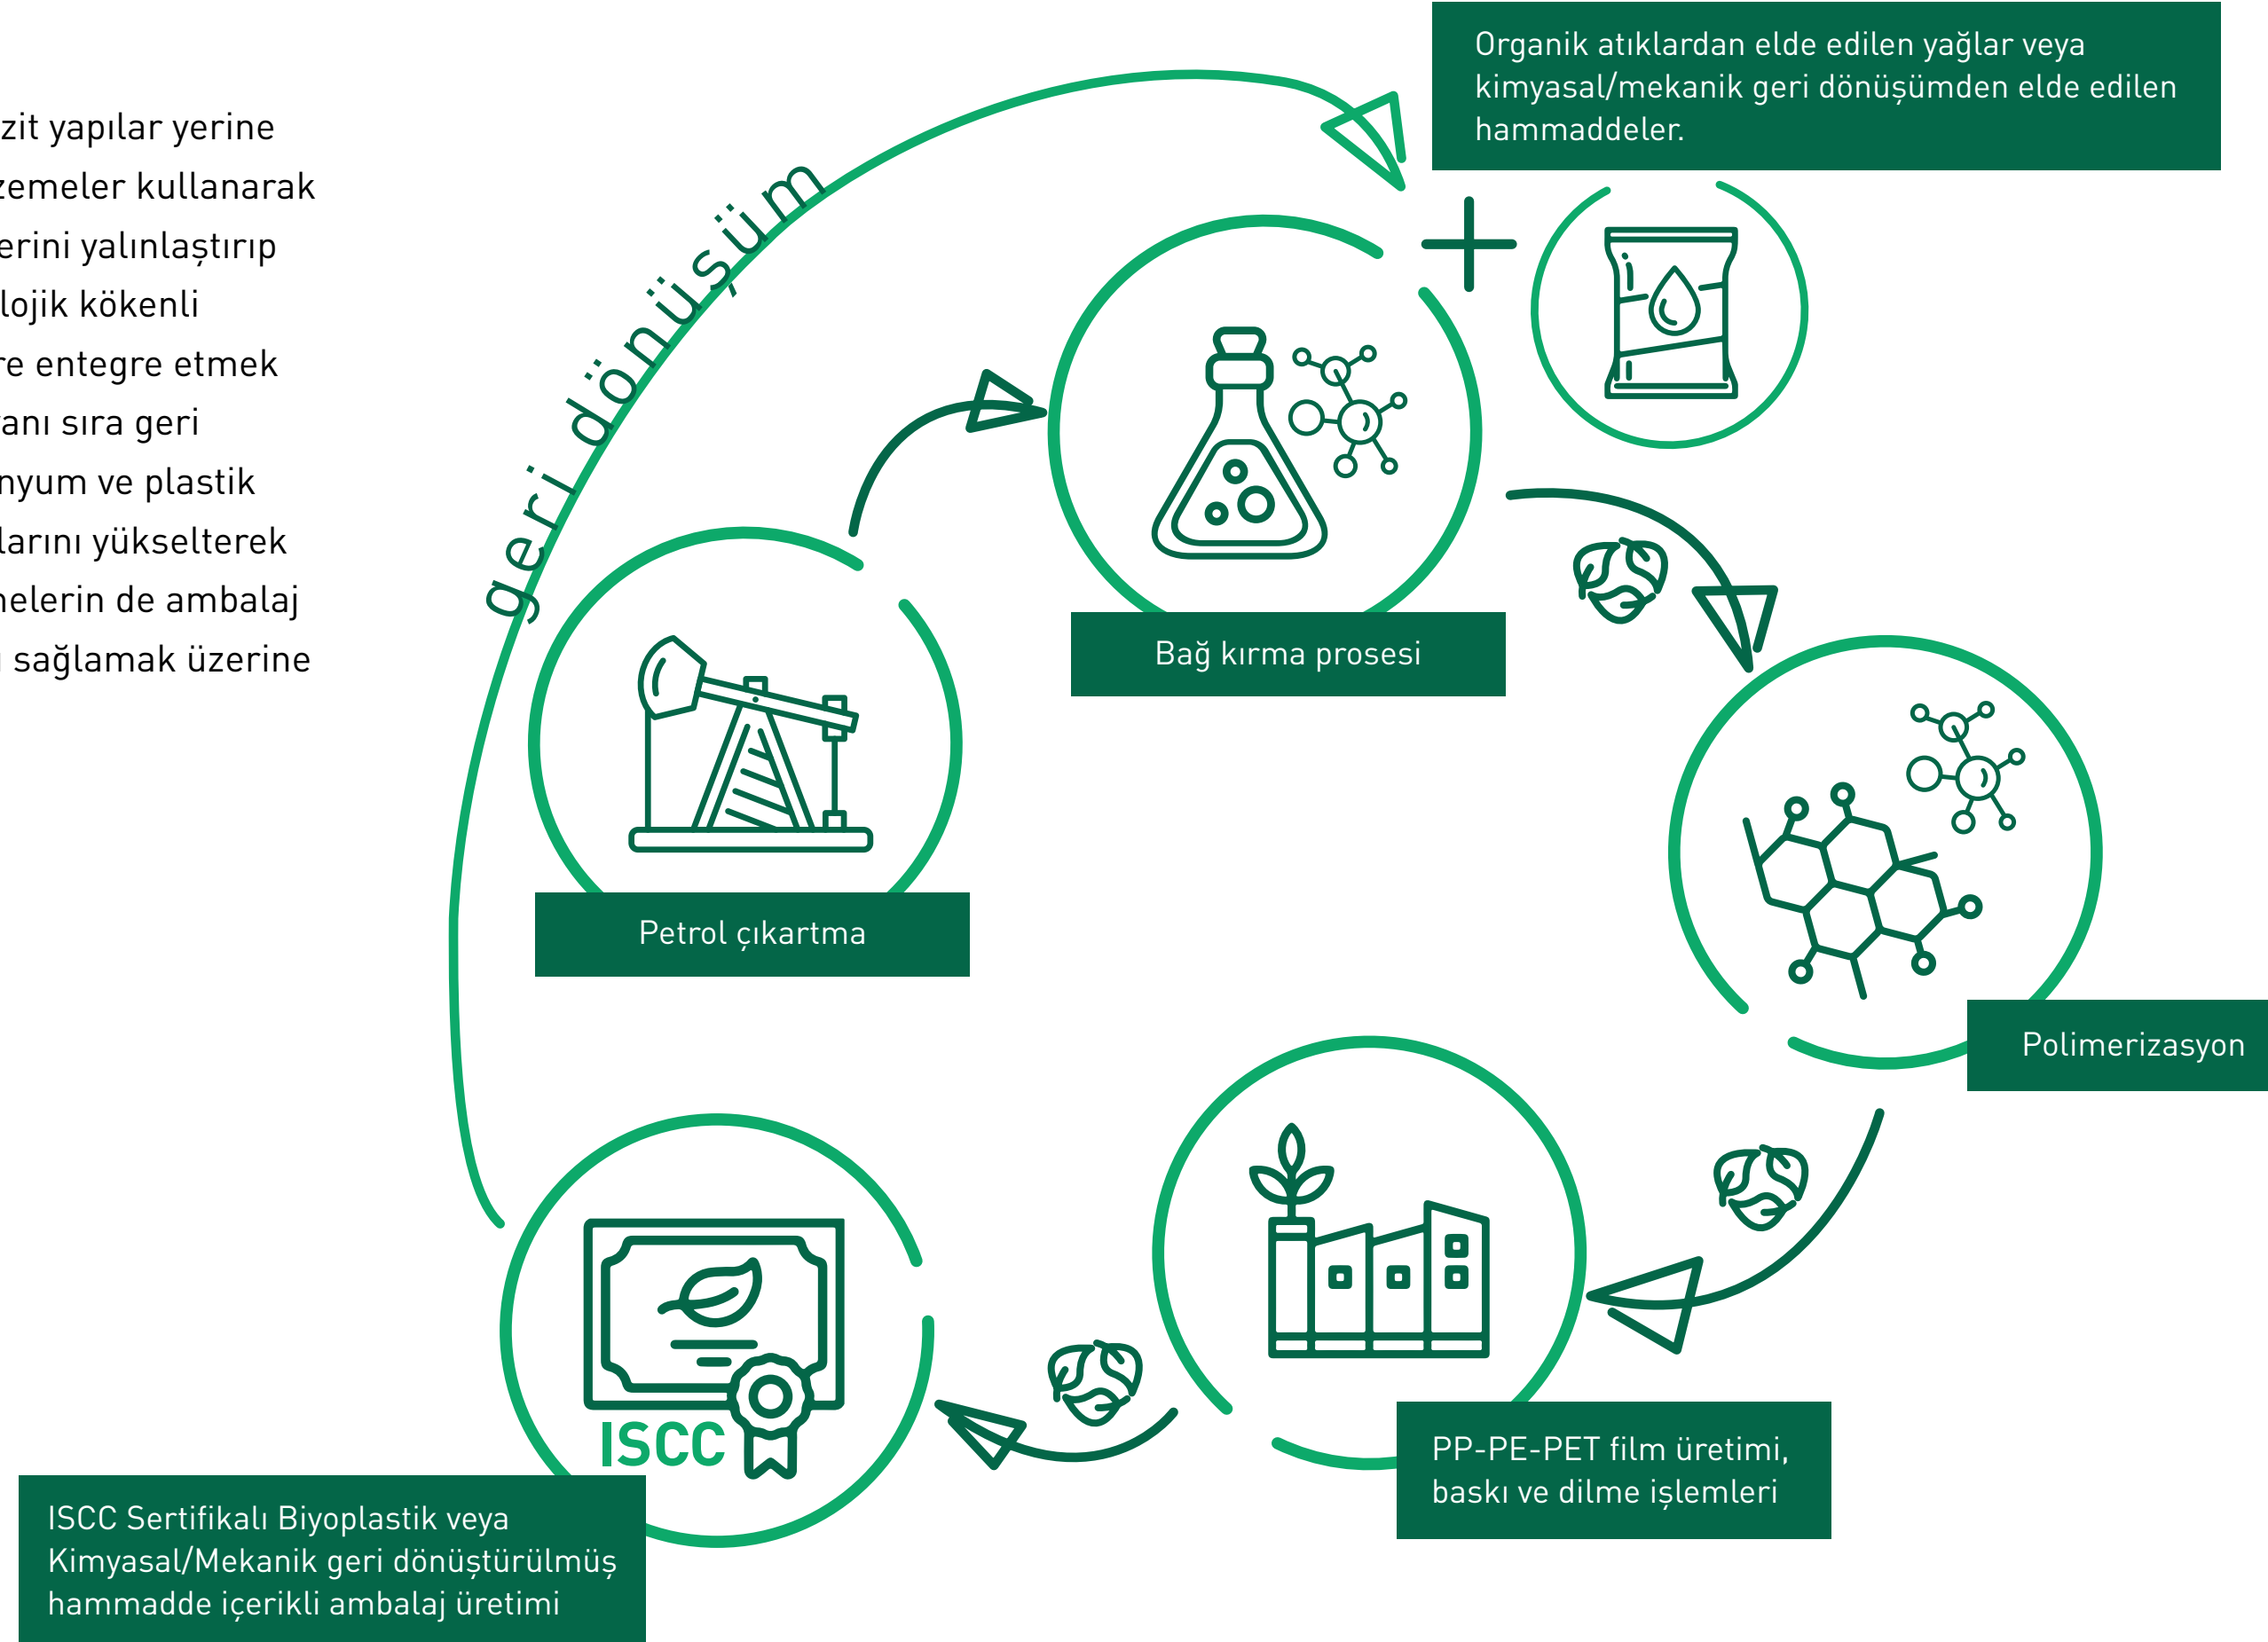 zit yapılar yerine
zemeler kullanarak
erini yalınlaştırıp
lojik kökenli
re entegre etmek
anı sıra geri
nyum ve plastik
larını yükselterek
nelerin de ambalaj
sağlamak üzerine
geri dönüşüm
Organik atıklardan elde edilen yağlar veya
kimyasal/mekanik geri dönüşümden elde edilen
hammaddeler.
Bağ kırma prosesi
Petrol çıkartma
Polimerizasyon
PP-PE-PET film üretimi,
baskı ve dilme işlemleri
ISCC
ISCC Sertifikalı Biyoplastik veya
Kimyasal/Mekanik geri dönüştürülmüş
hammadde içerikli ambalaj üretimi